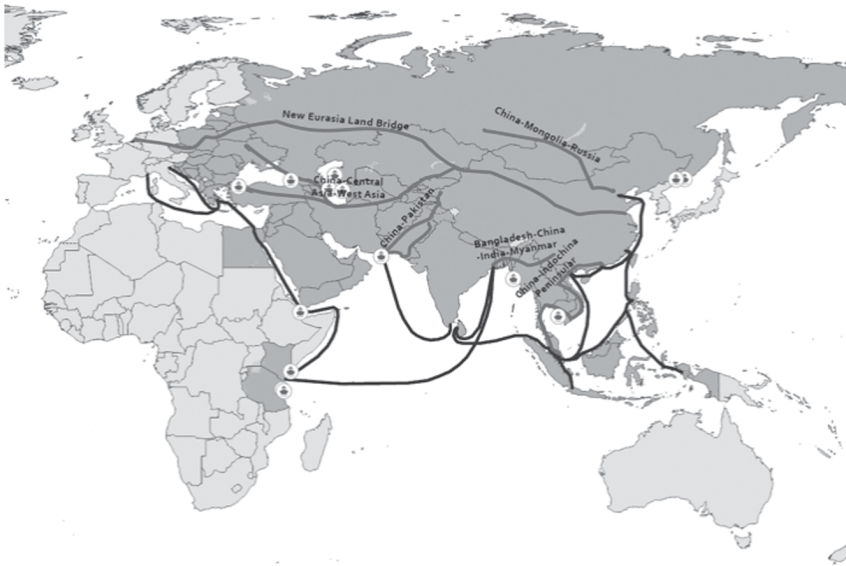 New Eurasia Land Bridge
China-Mongolia-Russia
China-Central
Asia-West Asia
China-Pakistan
Bangladesh-China
-India-Myanmar
China-Indochina
Peninsular